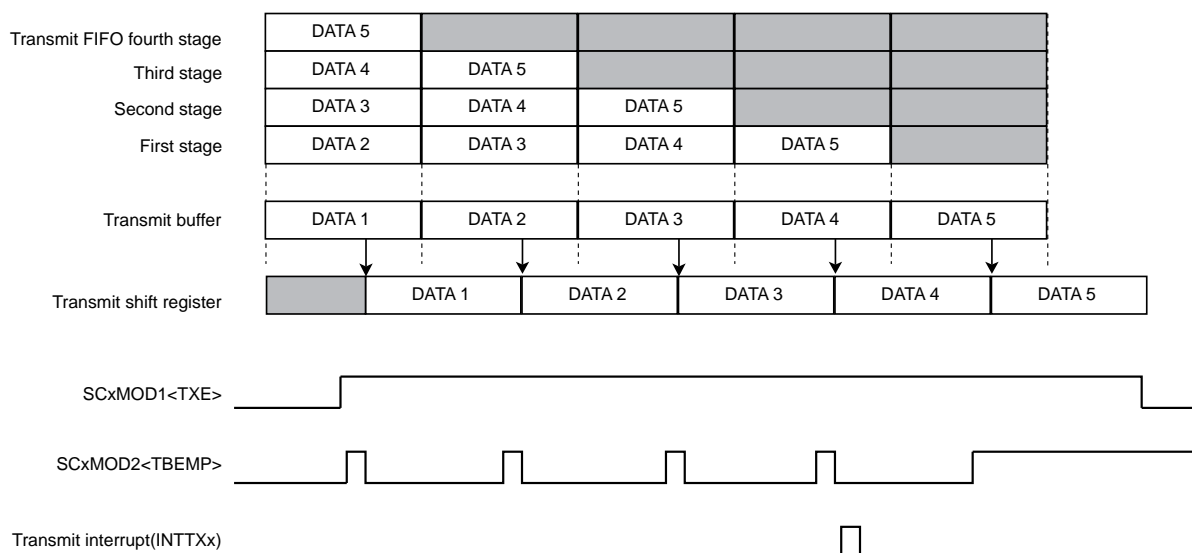 Transmit FIFO fourth stage DATA 5
Third stage DATA 4 DATA 5
Second stage DATA 3 DATA 4 DATA 5
First stage DATA 2 DATA 3 DATA 4 DATA 5
Transmit buffer DATA 1 DATA 2 DATA 3 DATA 4 DATA 5
Transmit shift register DATA 1 DATA 2 DATA 3 DATA 4 DATA 5
SCxMOD1<TXE>
SCxMOD2<TBEMP>
Transmit interrupt(INTTXx)